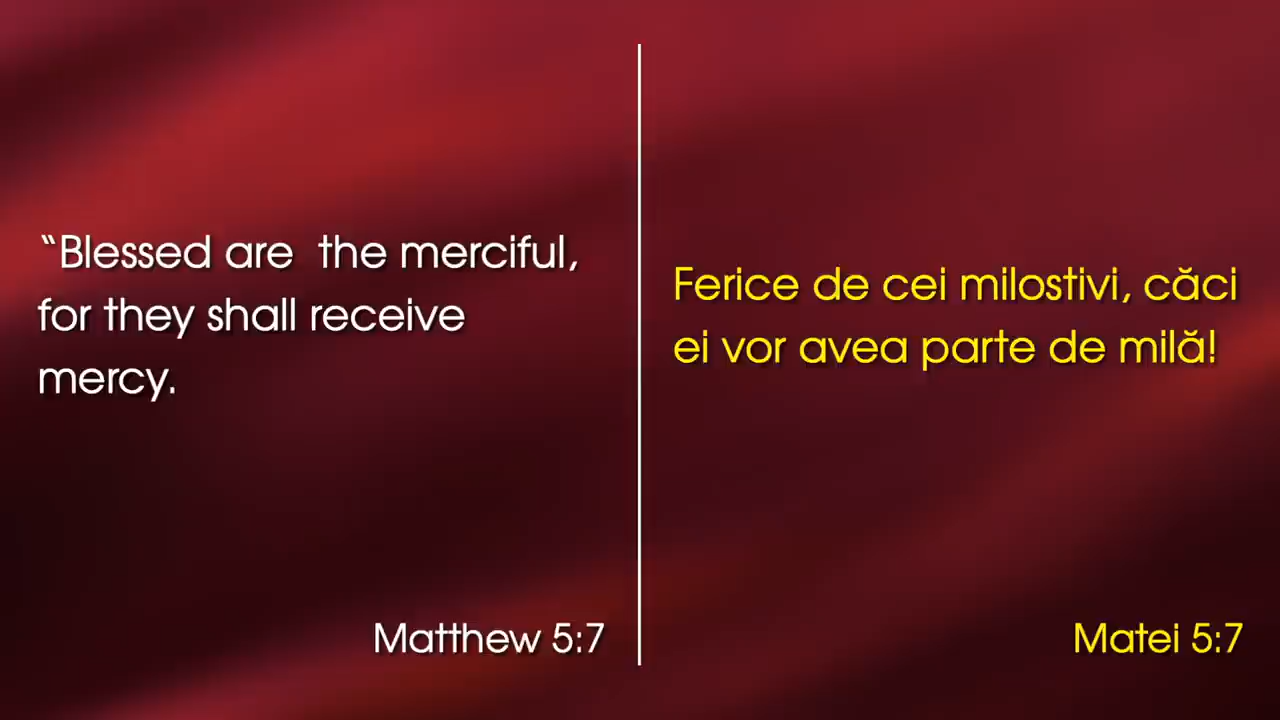 “Blessed are  the merciful,
for they shall receive
mercy.
Matthew 5:7
Ferice de cei milostivi, căci
ei vor avea parte de milă!
Matei 5:7